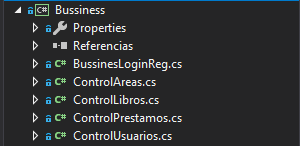 C# Bussiness
Properties
Referencias
C# BussinesLoginReg.cs
C# ControlAreas.cs
C# ControlLibros.cs
C# ControlPrestamos.cs
C# ControlUsuarios.cs